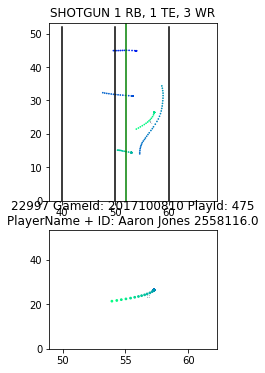 SHOTGUN 1 RB, 1 TE, 3 WR
50
40
30
20
10
0
40 50 60
22997 GameId: 2017100810 PlayId: 475
PlayerName + ID: Aaron Jones 2558116.0
40
20
0
50 55 60